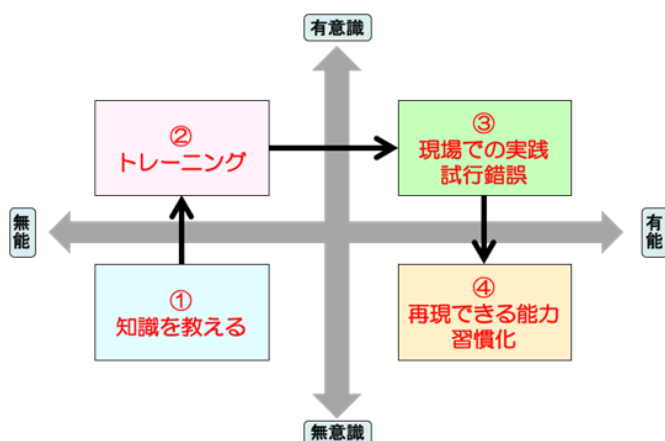 有意識
②
トレーニング
③
現場での実践
試行錯誤
無能
有能
①
知識を教える
④
再現できる能力
習慣化
無意識